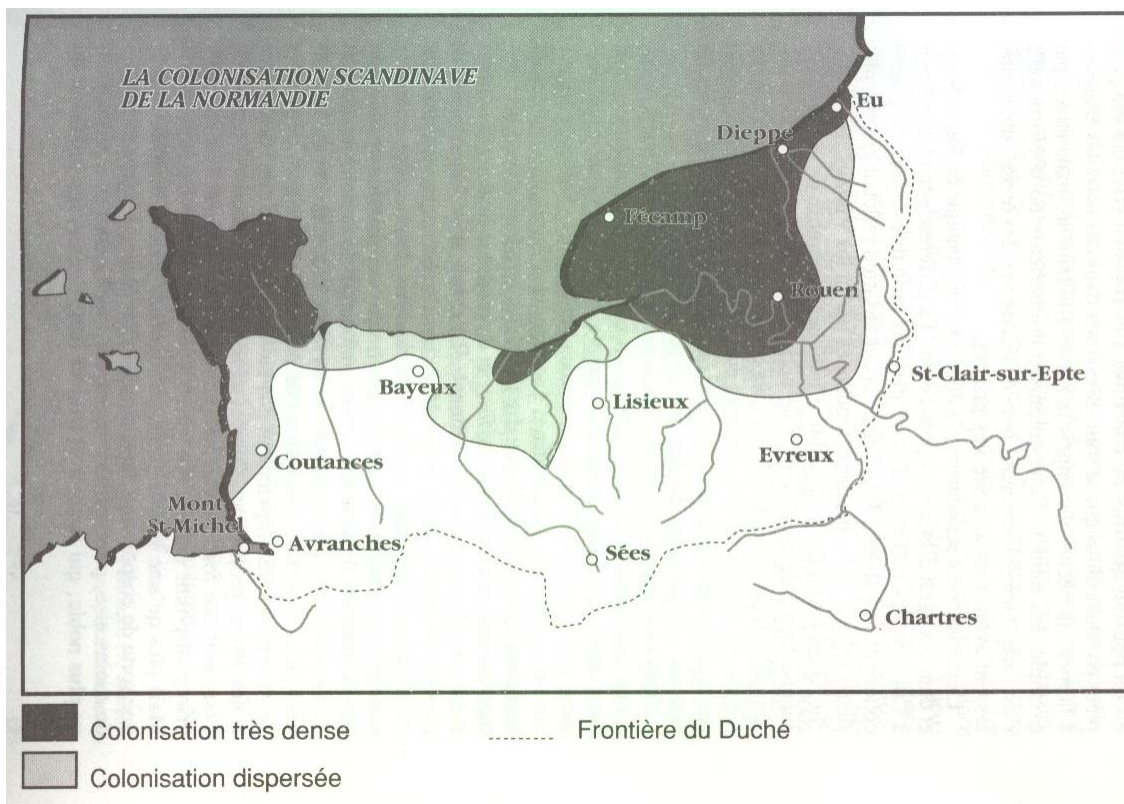 LA COLONISATION SCANDINAVE
DE LA NORMANDIE
Eu
Dieppe
Fécamp
Rouen
St-Clair-sur-Epte
Bayeux
Lisieux
Evreux
Coutances
Mont
St-Michel
Avranches
Sées
Chartres
Colonisation très dense
Frontière du Duché
Colonisation dispersée